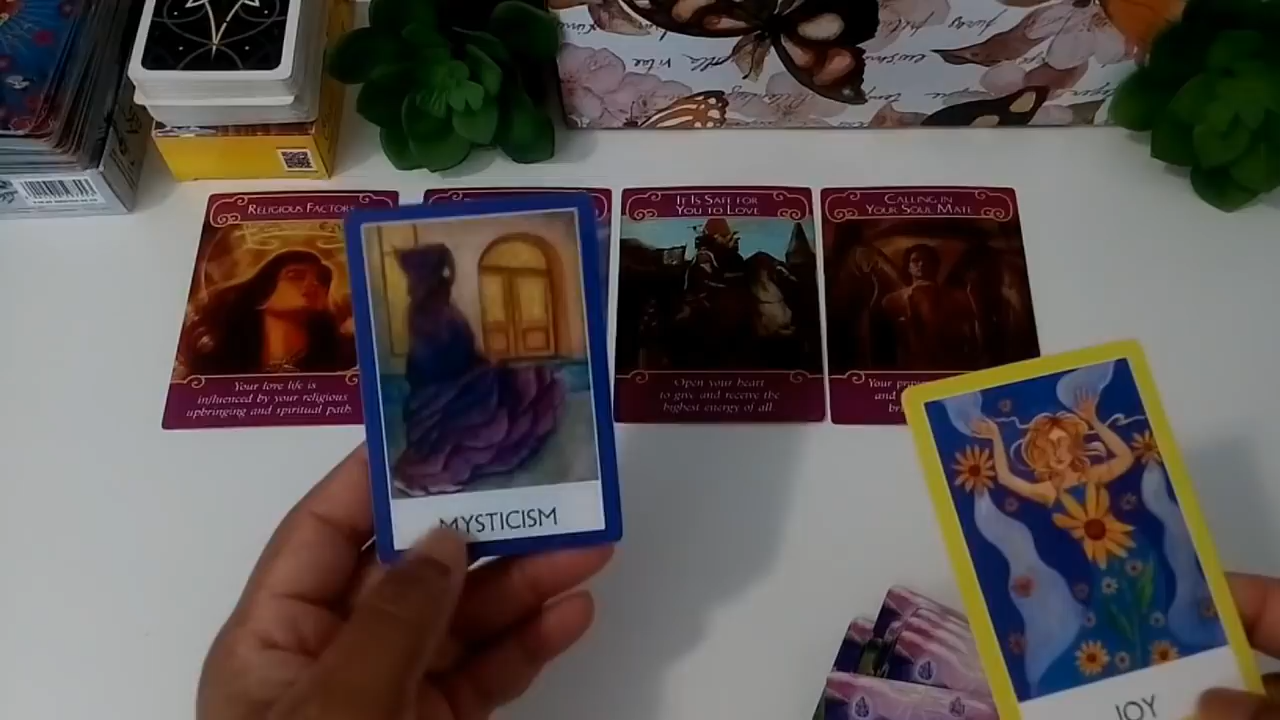 RELIGIOUS FACTORS
Your love life is
influenced by your religious
upbringing and spiritual path
IT IS SAFE FOR
YOU TO LOVE
Open your heart
to give and receive the
highest energy of all.
CALLING IN
YOUR SOUL MATE
Your
and
MYSTICISM
JOY